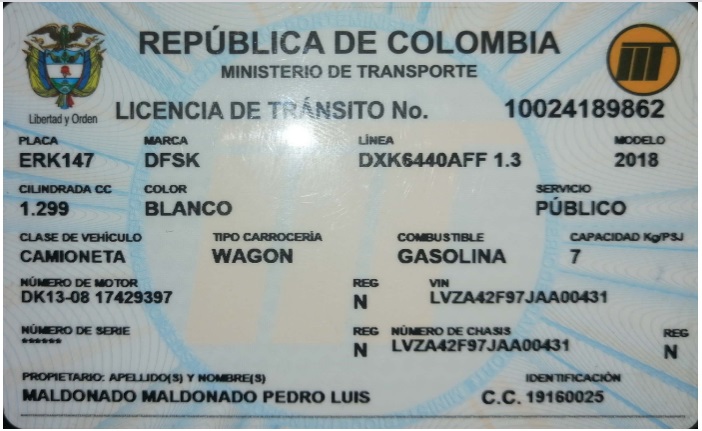 REPÚBLICA DE COLOMBIA
MINISTERIO DE TRANSPORTE
Libertad y Orden
LICENCIA DE TRÁNSITO No. 10024189862
PLACA MARCA LÍNEA MODELO
ERK147 DFSK DXK6440AFF 1.3 2018
CILINDRADA CC COLOR SERVICIO
1.299 BLANCO PÚBLICO
CLASE DE VEHÍCULO TIPO CARROCERÍA COMBUSTIBLE CAPACIDAD Kg/PSJ
CAMIONETA WAGON GASOLINA 7
NÚMERO DE MOTOR REG VIN
DK13-08 17429397 N LVZA42F97JAA00431
NÚMERO DE SERIE REG NÚMERO DE CHASIS REG
****** N LVZA42F97JAA00431 N
PROPIETARIO: APELLIDO(S) Y NOMBRE(S) IDENTIFICACIÓN
MALDONADO MALDONADO PEDRO LUIS C.C. 19160025